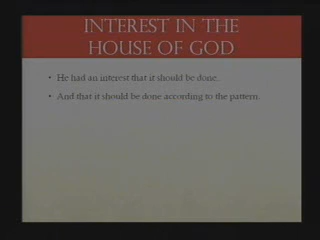 INTEREST IN THE
HOUSE OF GOD
• He had an interest that it should be done.
• And that it should be done according to the pattern.